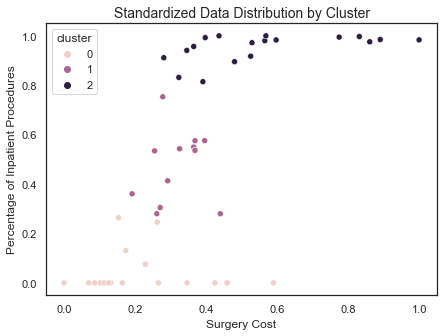 Standardized Data Distribution by Cluster
cluster
0
1
2
1.0
0.8
0.6
0.4
0.2
0.0
Percentage of Inpatient Procedures
0.0 0.2 0.4 0.6 0.8 1.0
Surgery Cost